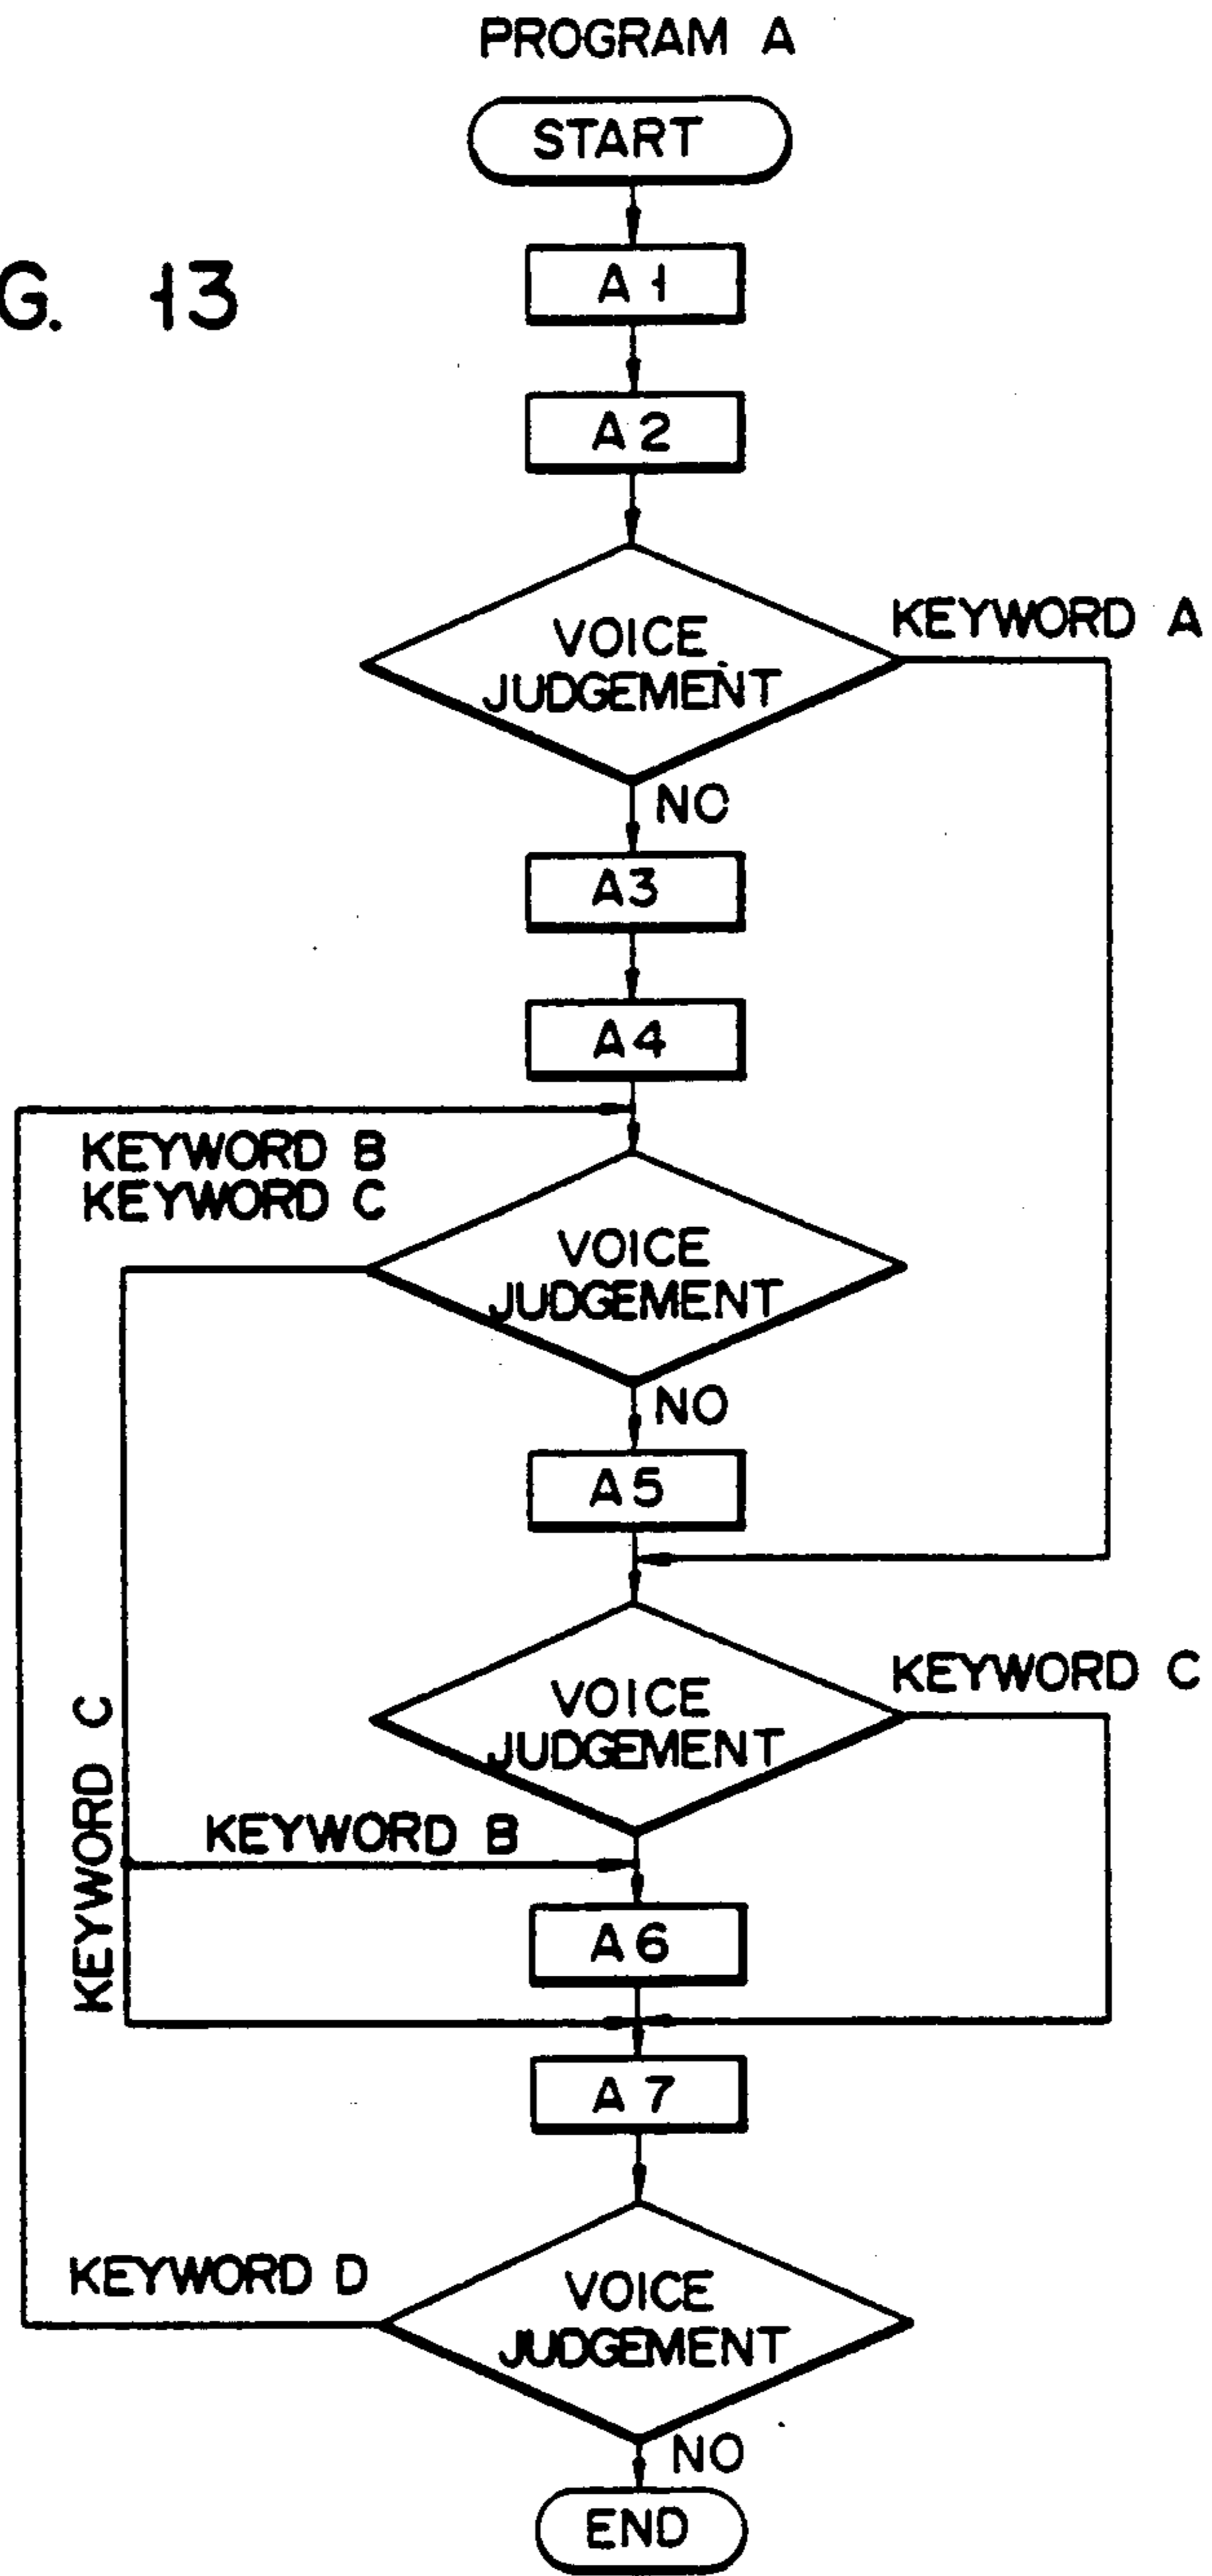 PROGRAM A
START
G. 13
A1
A2
VOICE
JUDGEMENT
KEYWORD A
NO
A3
A4
KEYWORD B
KEYWORD C
VOICE
JUDGEMENT
NO
A5
VOICE
JUDGEMENT
KEYWORD C
KEYWORD C
KEYWORD B
A6
A7
KEYWORD D
VOICE
JUDGEMENT
NO
END